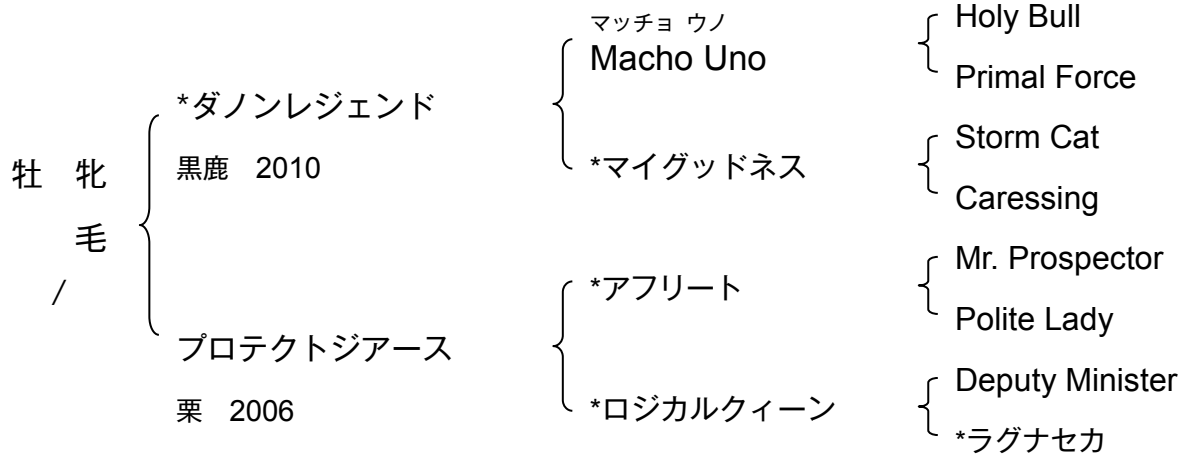 マッチョ ウノ
Macho Uno
Holy Bull
Primal Force
*ダノンレジェンド
黒鹿 2010
*マイグッドネス
Storm Cat
Caressing
牡 牝
毛
/
プロテクトジアース
栗 2006
*アフリート
Mr. Prospector
Polite Lady
*ロジカルクィーン
Deputy Minister
*ラグナセカ